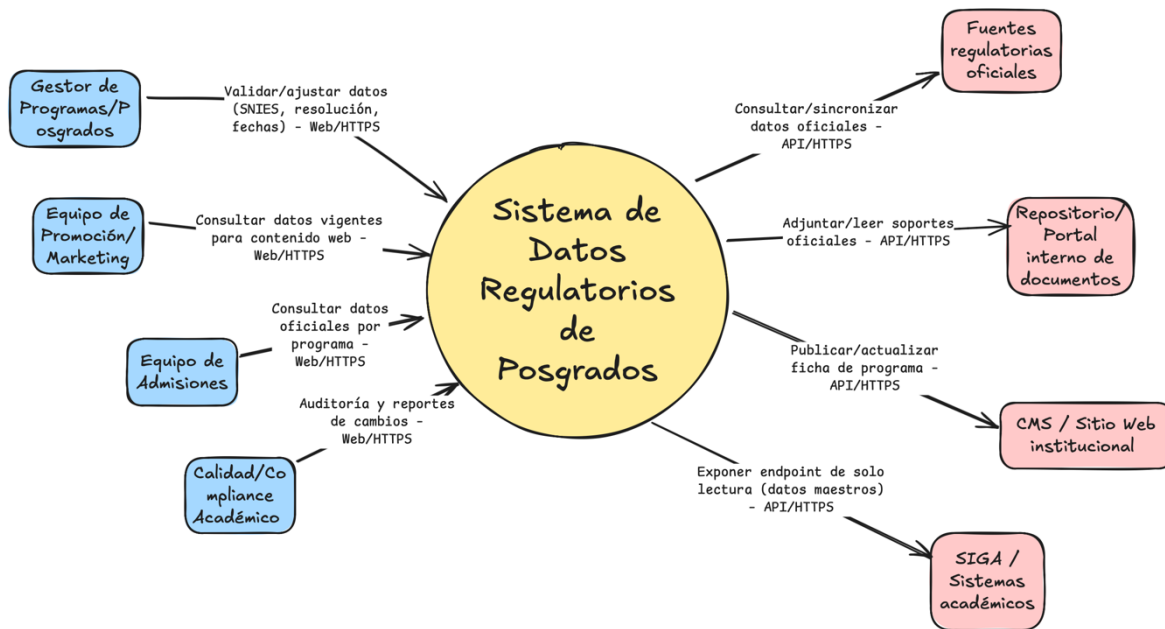 Gestor de
Programas/P
osgrados
Validar/ajustar datos
(SNIES, resolución,
fechas) - Web/HTTPS
Equipo de
Promoción/
Marketing
Consultar datos vigentes
para contenido web -
Web/HTTPS
Equipo de
Admisiones
Consultar datos
oficiales por
programa -
Web/HTTPS
Calidad/Co
mpliance
Académico
Auditoría y reportes
de cambios -
Web/HTTPS
Sistema de
Datos
Regulatorios
de
Posgrados
Consultar/sincronizar
datos oficiales -
API/HTTPS
Fuentes
regulatorias
oficiales
Adjuntar/leer soportes
oficiales - API/HTTPS
Repositorio/
Portal
interno de
documentos
Publicar/actualizar
ficha de programa -
API/HTTPS
CMS / Sitio Web
institucional
Exponer endpoint de solo
lectura (datos maestros)
- API/HTTPS
SIGA /
Sistemas
académicos